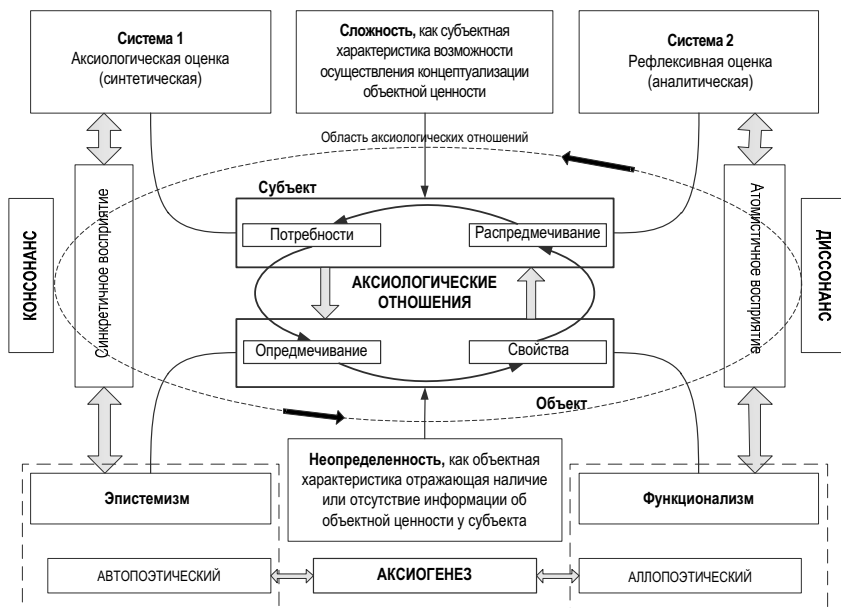 Система 1
Аксиологическая оценка
(синтетическая)
Сложность, как субъектная
характеристика возможности
осуществления концептуализации
объектной ценности
Система 2
Рефлексивная оценка
(аналитическая)
Область аксиологических отношений
Субъект
КОНСОНАНС
Синкретичное восприятие
Потребности
Распредмечивание
АКСИОЛОГИЧЕСКИЕ
ОТНОШЕНИЯ
Атомистичное восприятие
ДИССОНАНС
Опредмечивание
Свойства
Объект
Эпистемизм
Неопределенность, как объектная
характеристика отражающая наличие
или отсутствие информации об
объектной ценности у субъекта
Функционализм
АВТОПОЭТИЧЕСКИЙ
АКСИОГЕНЕЗ
АЛЛОПОЭТИЧЕСКИЙ